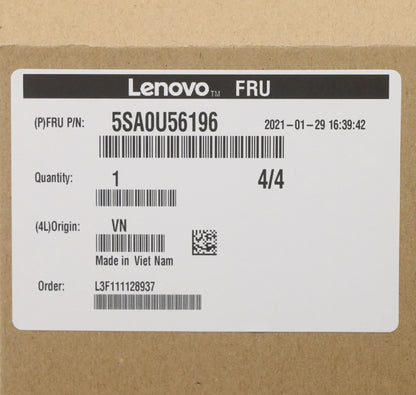 Lenovo™ FRU
(P)FRU P/N: 5SA0U56196 2021-01-29 16:39:42
Quantity: 1 4/4
(4L)Origin: VN
Made in Viet Nam
Order: L3F111128937